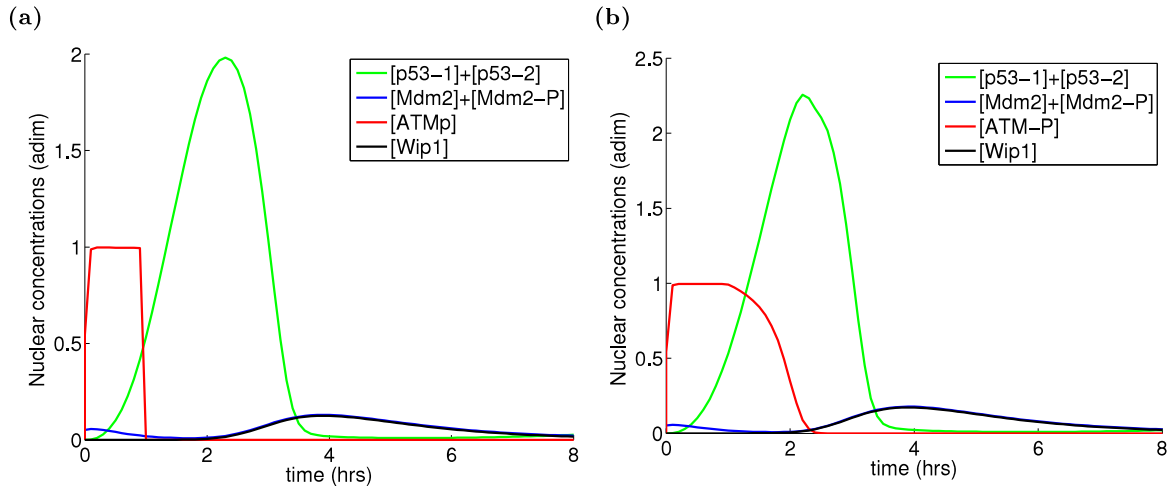 (a)
2
1.5
1
0.5
0
0
2
4
6
8
Nuclear concentrations (adim)
time (hrs)
[p53-1]+[p53-2]
[Mdm2]+[Mdm2-P]
[ATMp]
[Wip1]
(b)
2.5
2
1.5
1
0.5
0
0
2
4
6
8
Nuclear concentrations (adim)
time (hrs)
[p53-1]+[p53-2]
[Mdm2]+[Mdm2-P]
[ATM-P]
[Wip1]